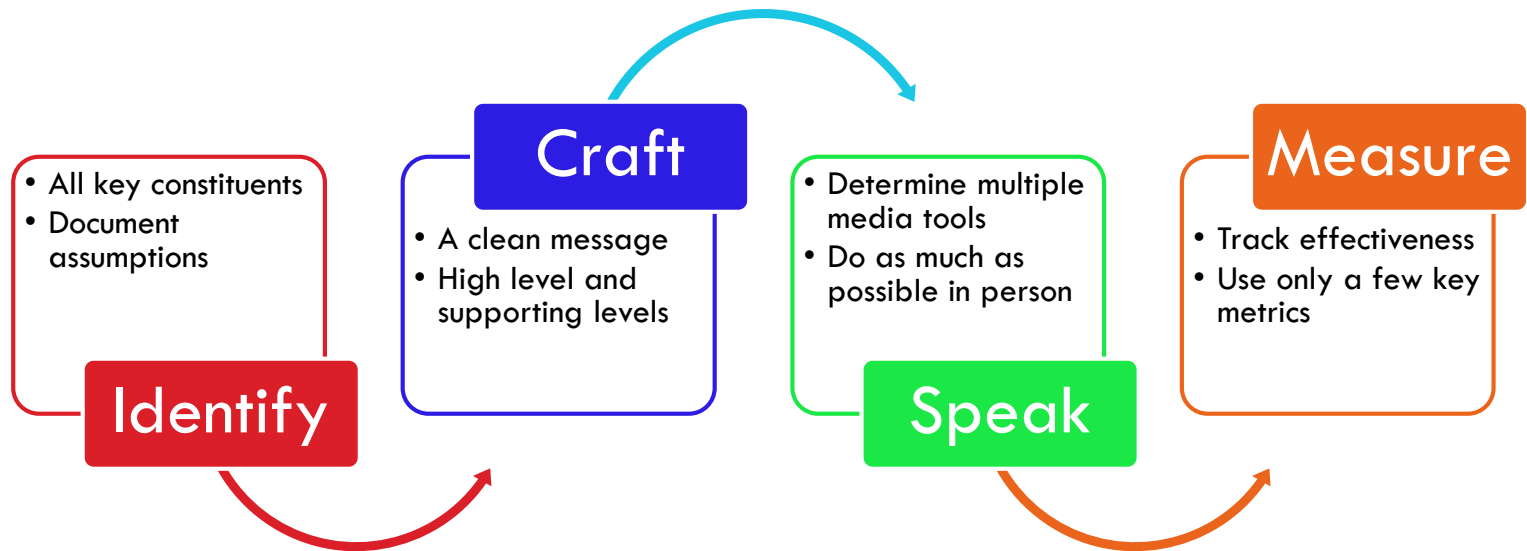 • All key constituents
• Document
assumptions
Identify
Craft
• A clean message
• High level and
supporting levels
• Determine multiple
media tools
• Do as much as
possible in person
Speak
Measure
• Track effectiveness
• Use only a few key
metrics